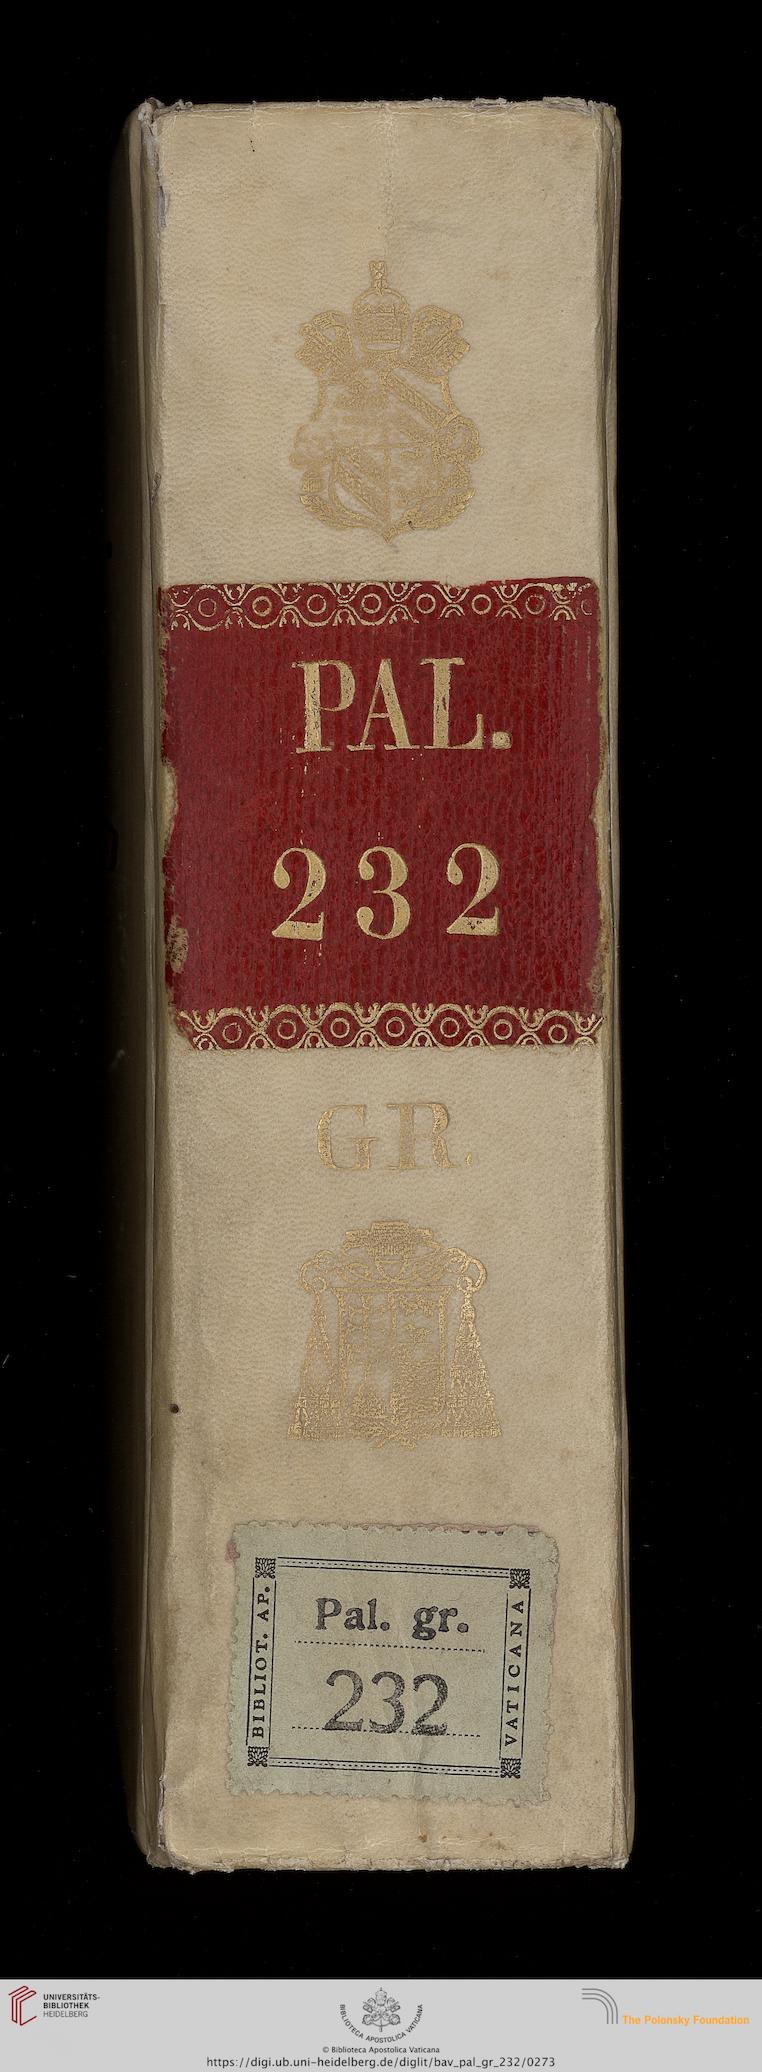 PAL.
232
GR.
BIBLIOT. AP.
Pal. gr.
232
VATICANA
UNIVERSITÄTS-
BIBLIOTHEK
HEIDELBERG
BIBLIOTECA APOSTOLICA VATICANA
The Polonsky Foundation
© Biblioteca Apostolica Vaticana
https://digi.ub.uni-heidelberg.de/diglit/bav_pal_gr_232/0273